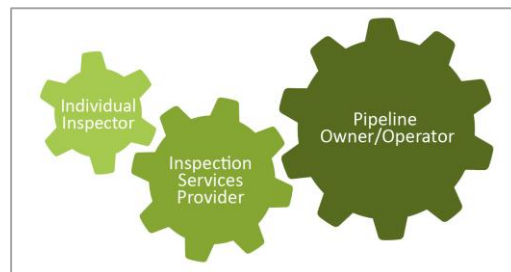 Individual
Inspector
Inspection
Services
Provider
Pipeline
Owner/Operator